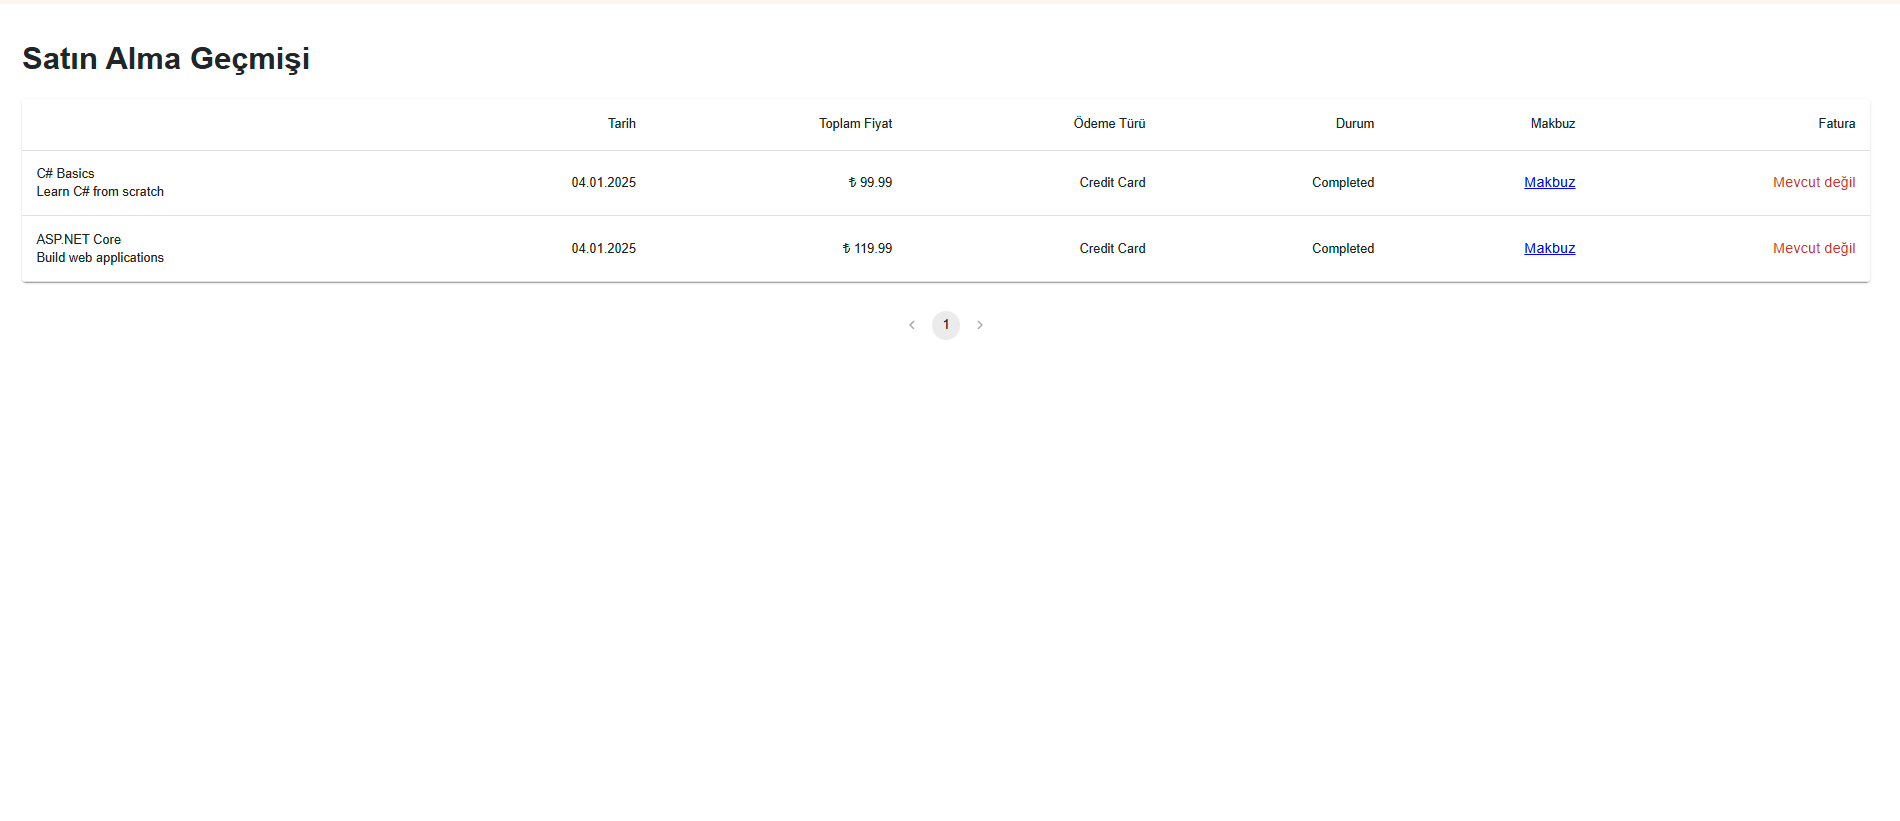 Satın Alma Geçmişi
Tarih Toplam Fiyat Ödeme Türü Durum Makbuz Fatura
C# Basics
Learn C# from scratch
04.01.2025 ₺ 99.99 Credit Card Completed Makbuz Mevcut değil
ASP.NET Core
Build web applications
04.01.2025 ₺ 119.99 Credit Card Completed Makbuz Mevcut değil
1